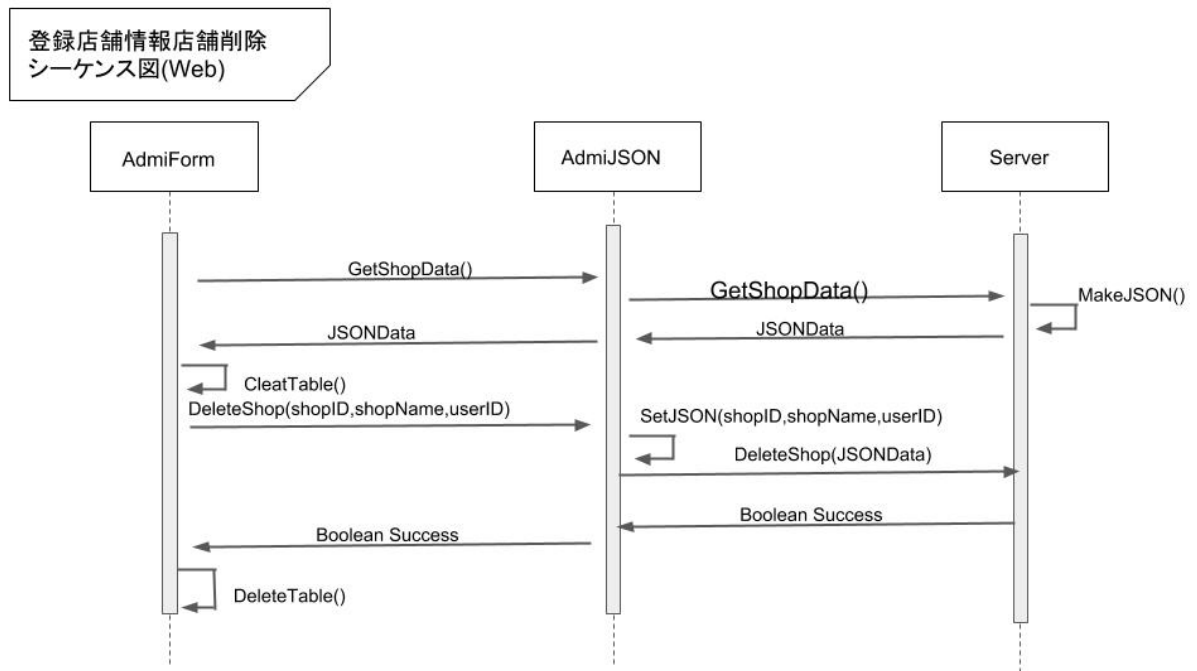 登録店舗情報店舗削除
シーケンス図(Web)
AdmiForm
AdmiJSON
Server
GetShopData()
GetShopData()
MakeJSON()
JSONData
JSONData
CleatTable()
DeleteShop(shopID,shopName,userID)
SetJSON(shopID,shopName,userID)
DeleteShop(JSONData)
Boolean Success
Boolean Success
DeleteTable()